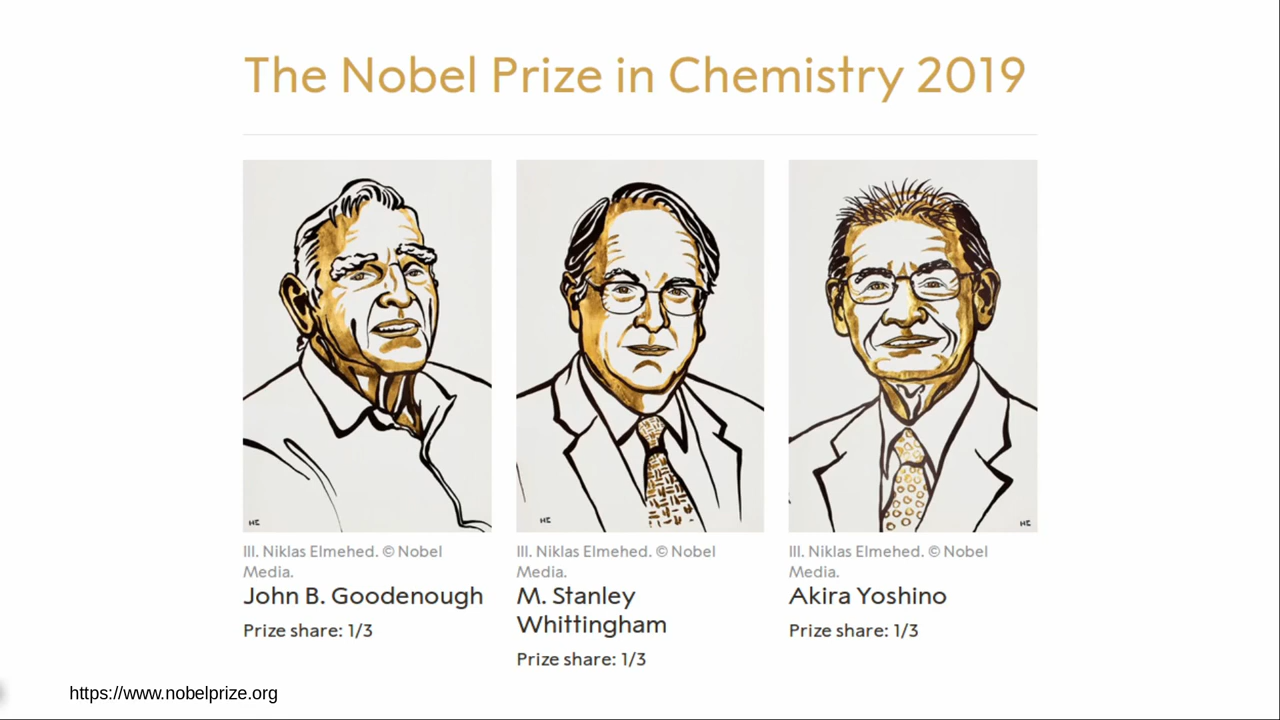 The Nobel Prize in Chemistry 2019
Ill. Niklas Elmehed. © Nobel
Media.
John B. Goodenough
Prize share: 1/3
Ill. Niklas Elmehed. © Nobel
Media.
M. Stanley
Whittingham
Prize share: 1/3
Ill. Niklas Elmehed. © Nobel
Media.
Akira Yoshino
Prize share: 1/3
https://www.nobelprize.org